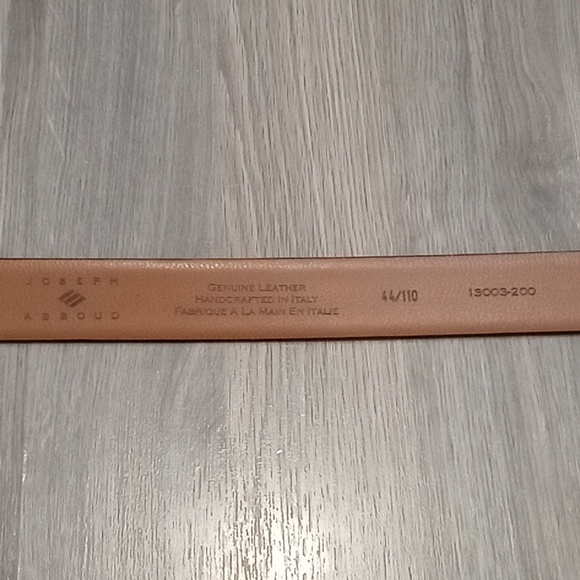 JOSEPH
ABBOUD
GENUINE LEATHER
HANDCRAFTED IN ITALY
FABRIQUE A LA MAIN EN ITALIE
44/110
13003-200